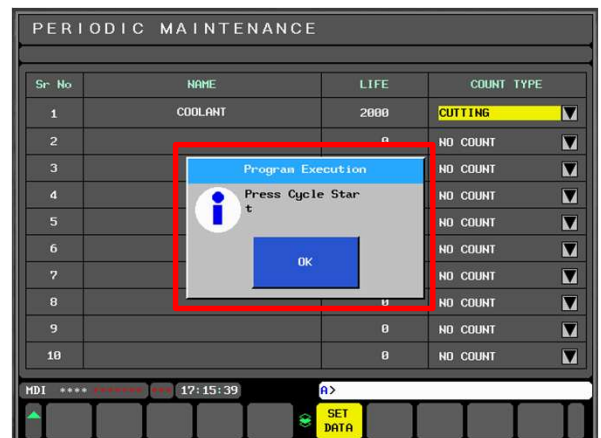 PERIODIC MAINTENANCE
Sr No NAME LIFE COUNT TYPE
1 COOLANT 2000 CUTTING
2 0 NO COUNT
3 NO COUNT
4 NO COUNT
5 NO COUNT
6 NO COUNT
7 NO COUNT
8 0 NO COUNT
9 0 NO COUNT
10 0 NO COUNT
Program Execution
Press Cycle Star
t
OK
MDI **** 17:15:39 A>
SET
DATA